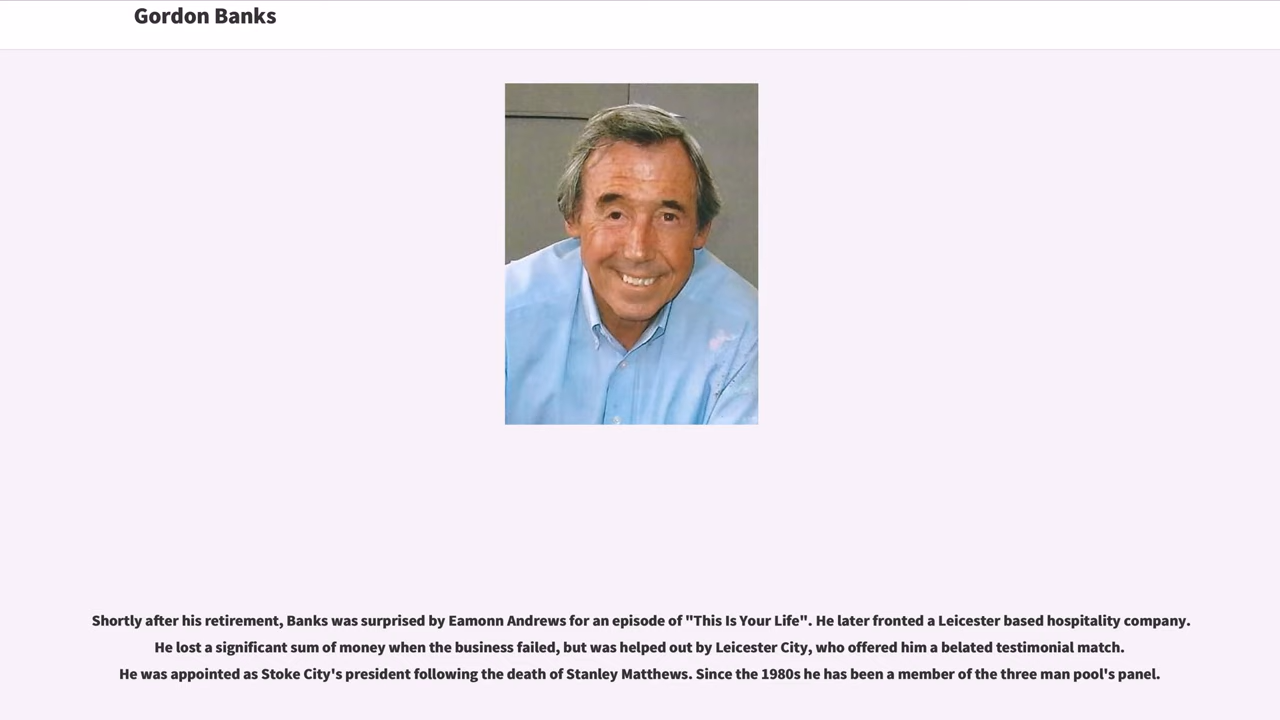 Gordon Banks
Shortly after his retirement, Banks was surprised by Eamonn Andrews for an episode of "This Is Your Life". He later fronted a Leicester based hospitality company.
He lost a significant sum of money when the business failed, but was helped out by Leicester City, who offered him a belated testimonial match.
He was appointed as Stoke City's president following the death of Stanley Matthews. Since the 1980s he has been a member of the three man pool's panel.